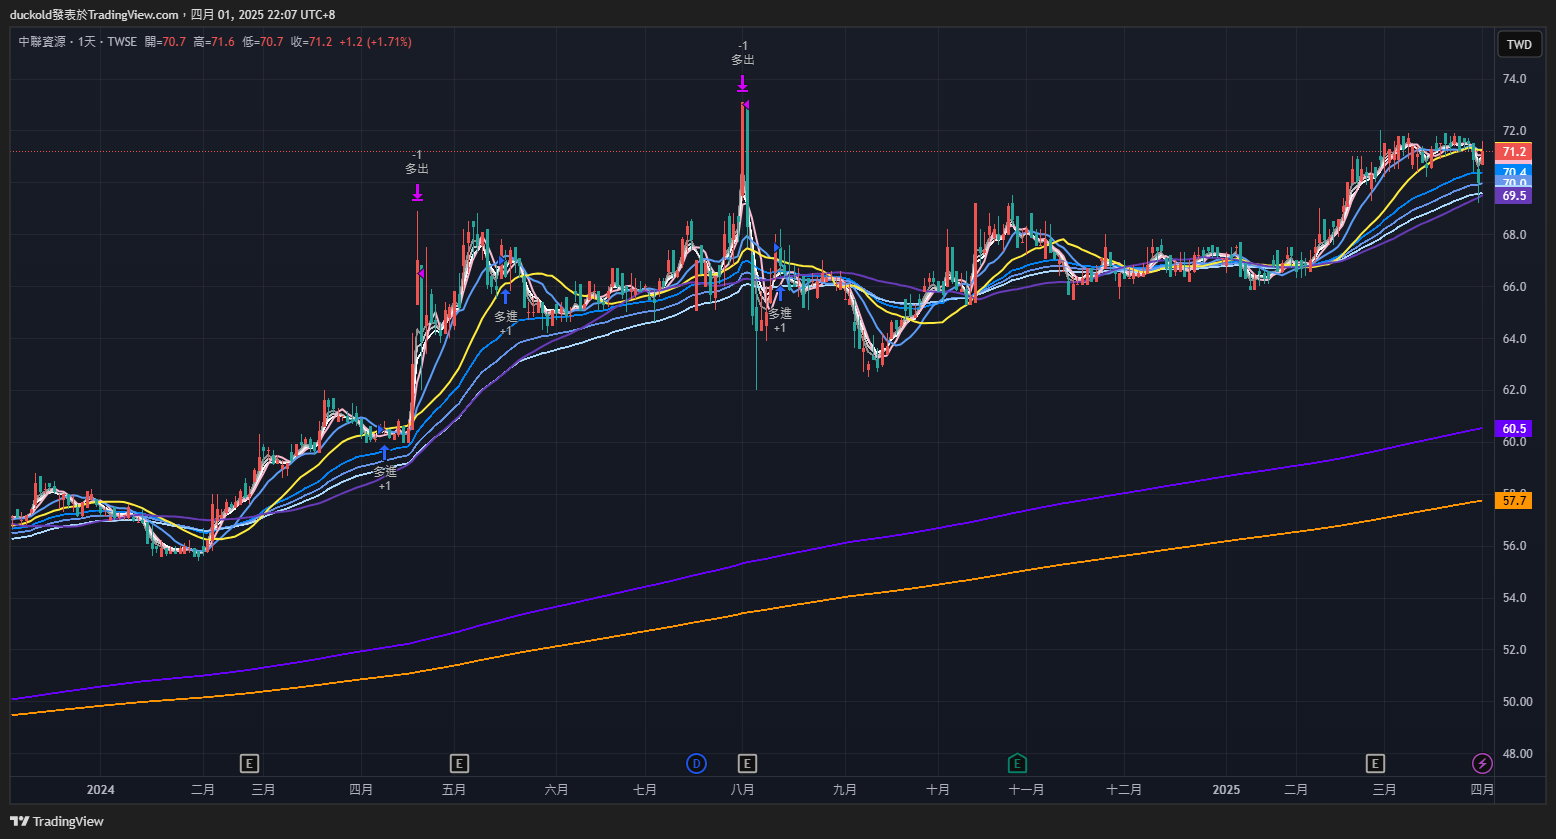 duckold發表於TradingView.com，四月 01, 2025 22:07 UTC+8
中聯資源 · 1天 · TWSE 開=70.7 高=71.6 低=70.7 收=71.2 +1.2 (+1.71%)
TWD
-1
多出
74.0
72.0
71.2
-1
多出
70.4
70.0
69.5
68.0
66.0
多進
+1
多進
+1
64.0
62.0
60.5
60.0
多進
+1
58.0
57.7
56.0
54.0
52.0
50.00
48.00
E
E
D
E
E
E
2024
二月
三月
四月
五月
六月
七月
八月
九月
十月
十一月
十二月
2025
二月
三月
四月
TradingView